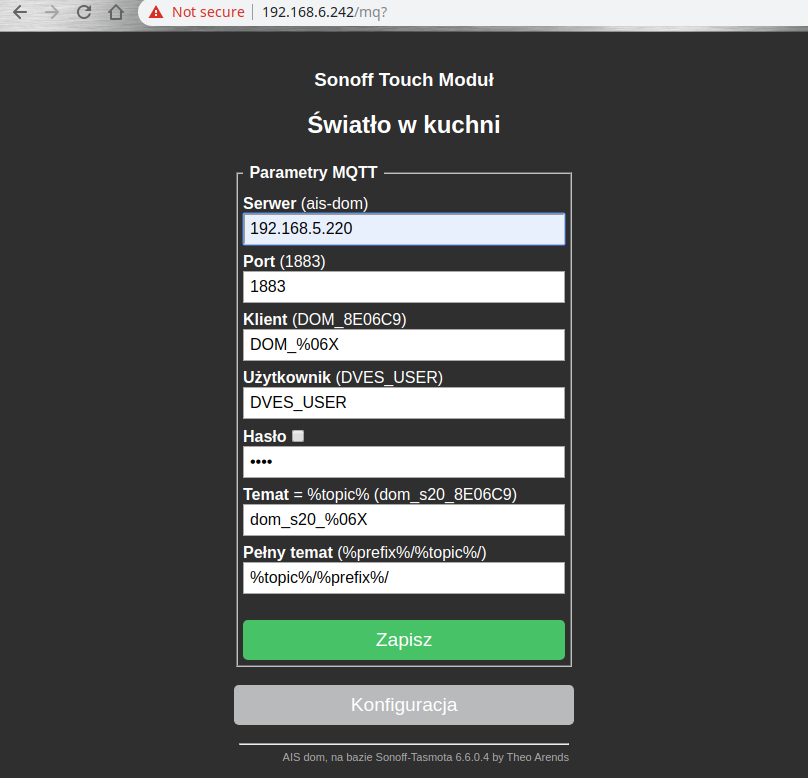 Not secure 192.168.6.242/mq?
Sonoff Touch Moduł
Światło w kuchni
Parametry MQTT
Serwer (ais-dom)
192.168.5.220
Port (1883)
1883
Klient (DOM_8E06C9)
DOM_%06X
Użytkownik (DVES_USER)
DVES_USER
Hasło
••••
Temat = %topic% (dom_s20_8E06C9)
dom_s20_%06X
Pełny temat (%prefix%/%topic%/)
%topic%/%prefix%/
Zapisz
Konfiguracja
AIS dom, na bazie Sonoff-Tasmota 6.6.0.4 by Theo Arends